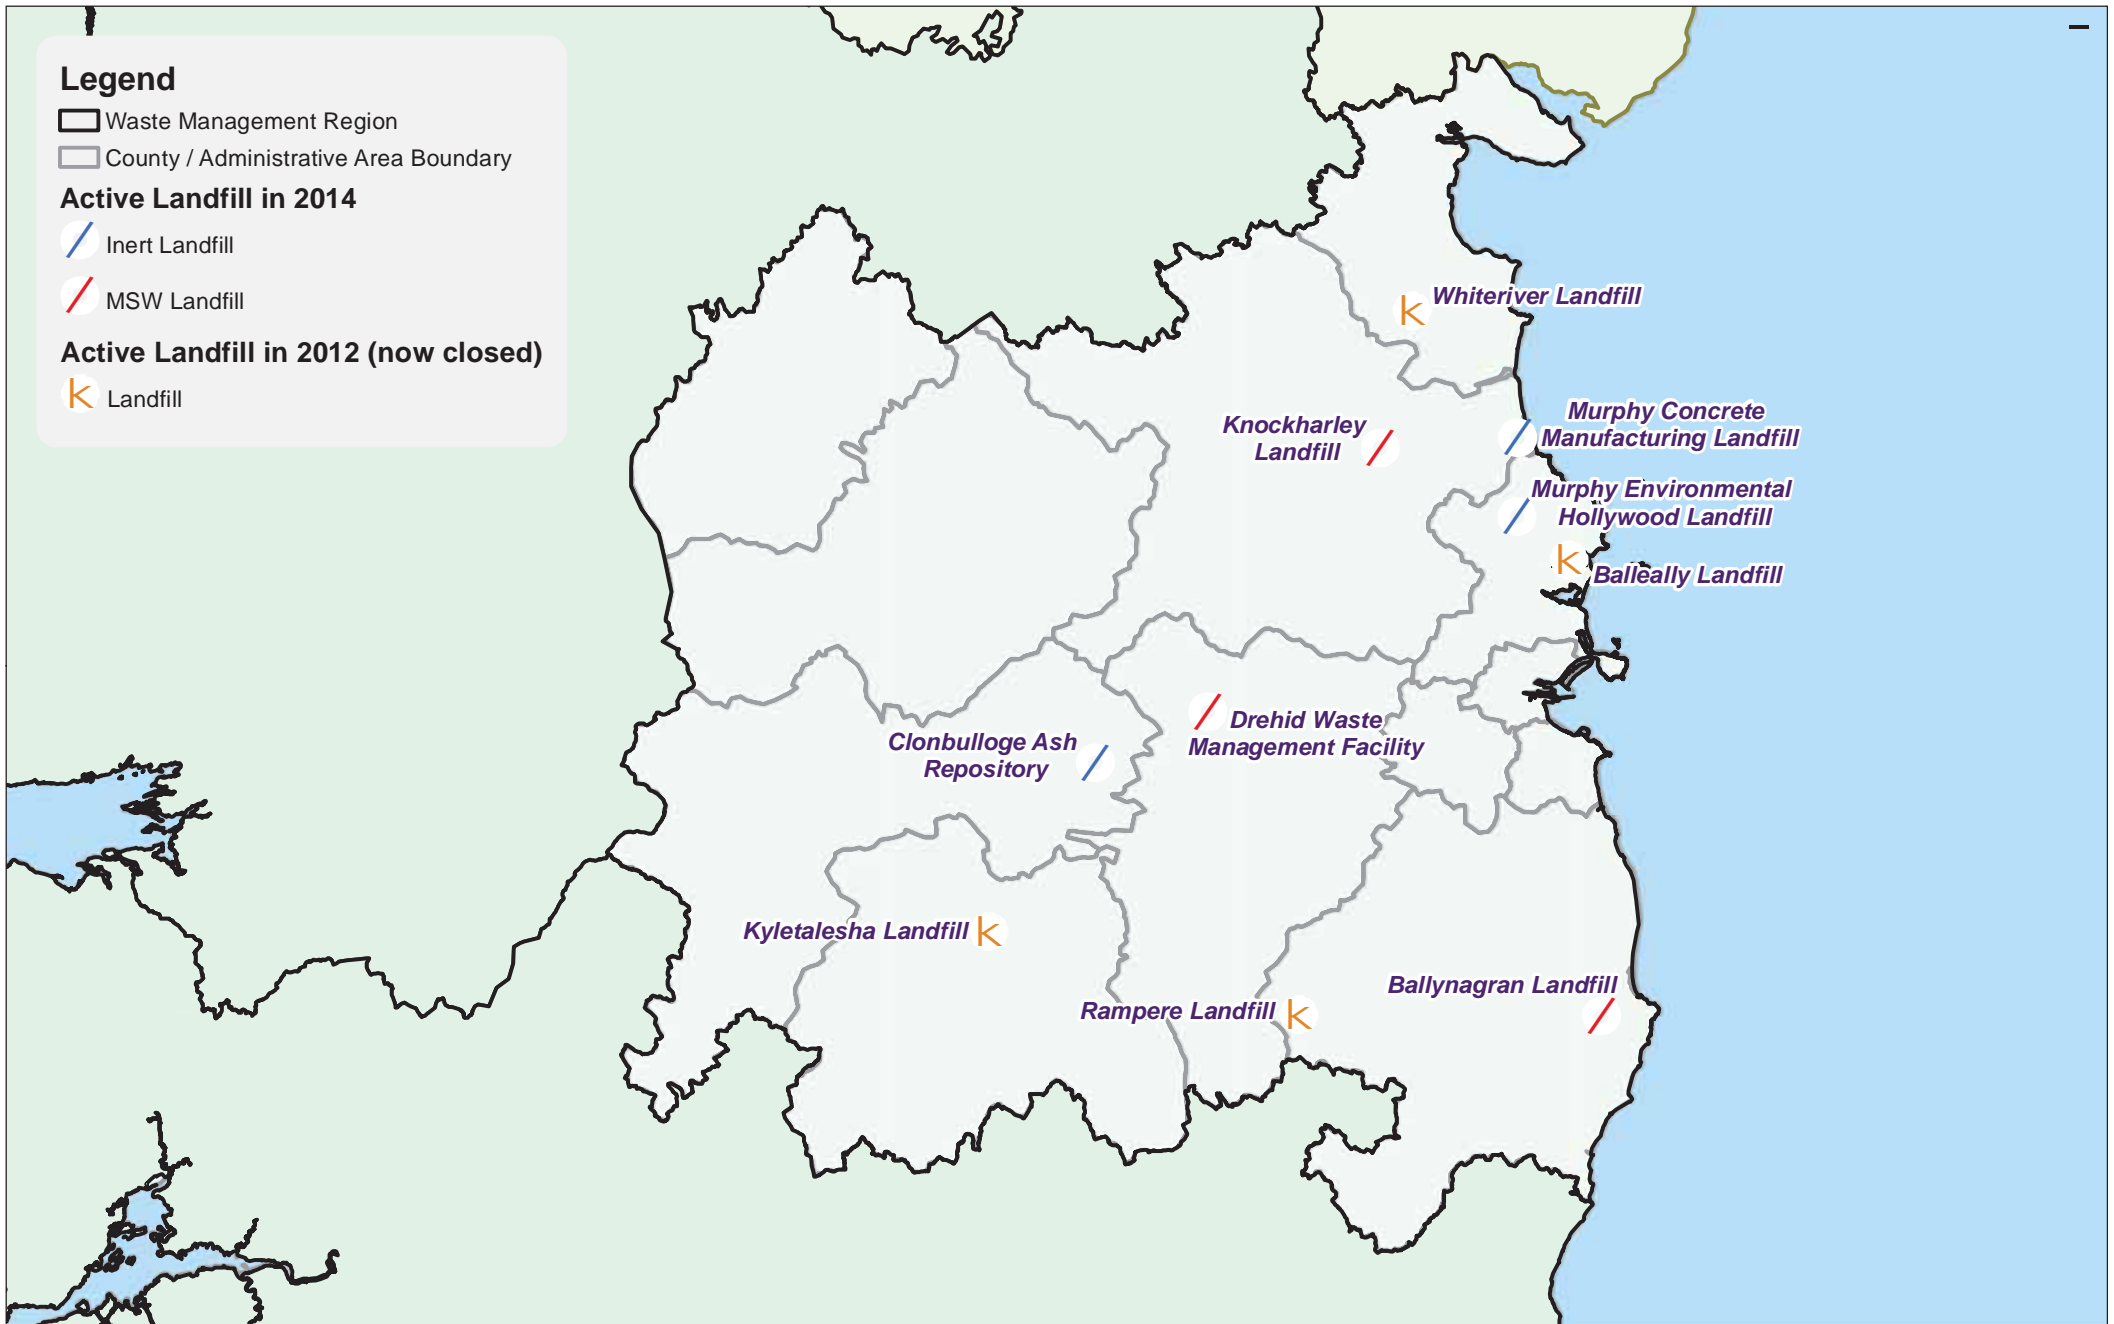 Legend
Waste Management Region
County / Administrative Area Boundary
Active Landfill in 2014
Inert Landfill
MSW Landfill
Active Landfill in 2012 (now closed)
k Landfill
k Whiteriver Landfill
Knockharley
Landfill
Murphy Concrete
Manufacturing Landfill
Murphy Environmental
Hollywood Landfill
k
Balleally Landfill
Drehid Waste
Management Facility
Clonbulloge Ash
Repository
Kyletalesha Landfill k
Ballynagran Landfill
Rampere Landfill k